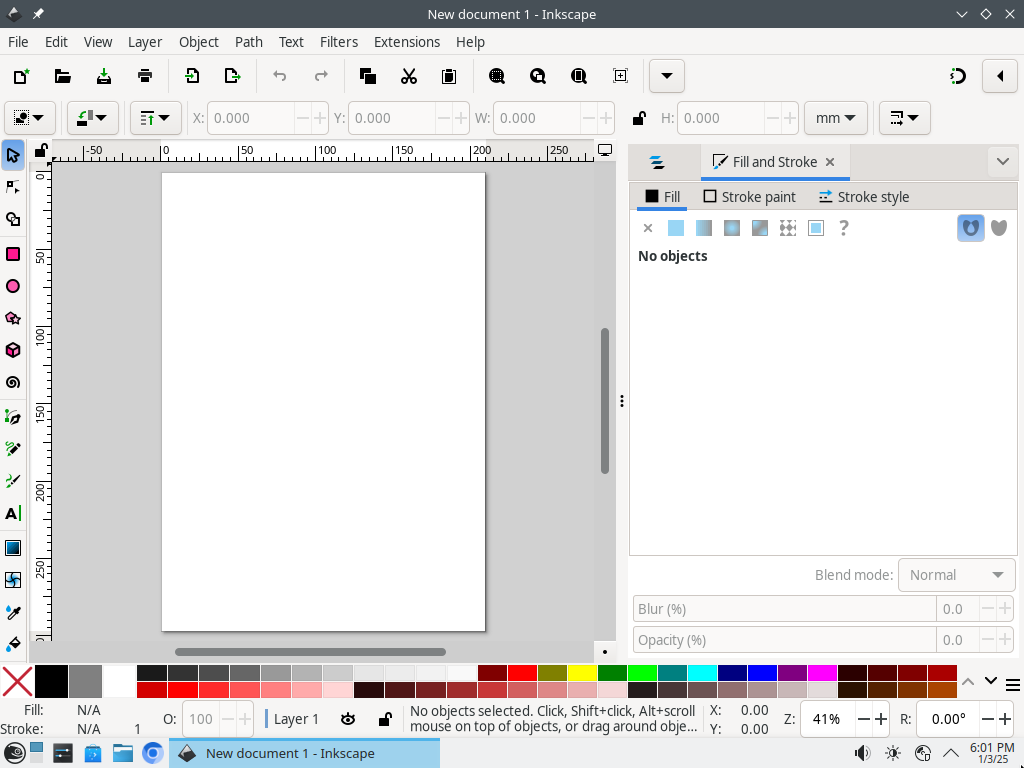 New document 1 - Inkscape
File Edit View Layer Object Path Text Filters Extensions Help
X: 0.000 Y: 0.000 W: 0.000 H: 0.000 mm
-50 0 50 100 150 200 250
0
50
100
150
200
250
Fill and Stroke
Fill Stroke paint Stroke style
?
No objects
Blend mode: Normal
Blur (%) 0.0
Opacity (%) 0.0
A
Fill: N/A
Stroke: N/A 1
O: 100
Layer 1
No objects selected. Click, Shift+click, Alt+scroll
mouse on top of objects, or drag around obje...
X: 0.00
Y: 0.00
Z: 41%
R: 0.00°
New document 1 - Inkscape
6:01 PM
1/3/25